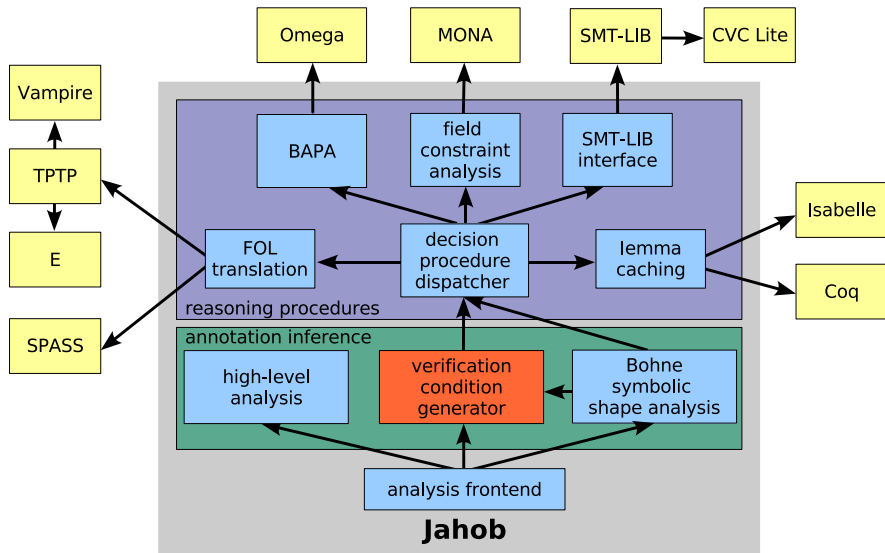 Omega
MONA
SMT-LIB
CVC Lite
Vampire
TPTP
E
SPASS
BAPA
field
constraint
analysis
SMT-LIB
interface
FOL
translation
decision
procedure
dispatcher
lemma
caching
Isabelle
Coq
reasoning procedures
annotation inference
high-level
analysis
verification
condition
generator
Bohne
symbolic
shape analysis
analysis frontend
Jahob